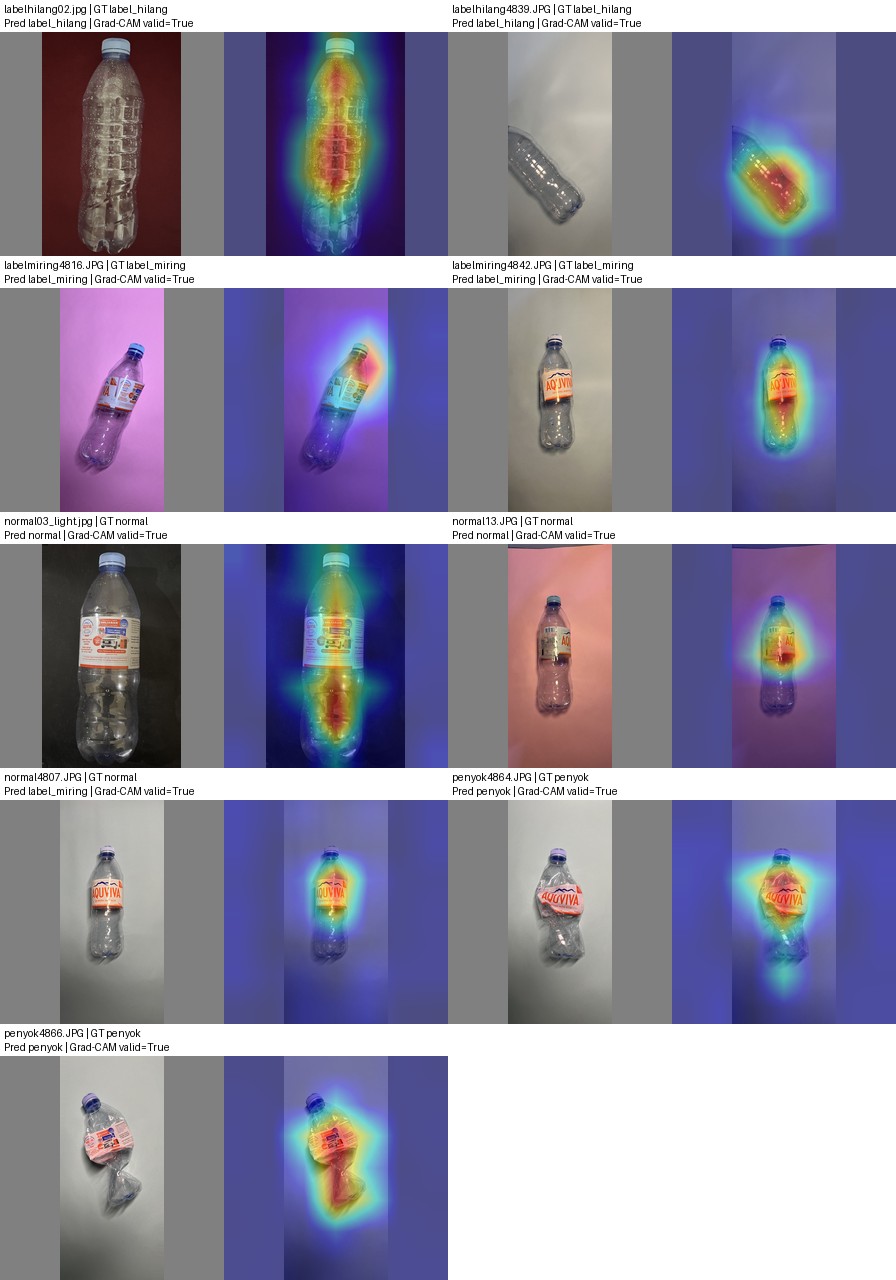 labelhilang02.jpg | GT label_hilang
Pred label_hilang | Grad-CAM valid=True
labelhilang4839.JPG | GT label_hilang
Pred label_hilang | Grad-CAM valid=True
labelmiring4816.JPG | GT label_miring
Pred label_miring | Grad-CAM valid=True
VA
labelmiring4842.JPG | GT label_miring
Pred label_miring | Grad-CAM valid=True
AQUVIVA
AQUVIVA
normal03_light.jpg | GT normal
Pred normal | Grad-CAM valid=True
normal13.JPG | GT normal
Pred normal | Grad-CAM valid=True
AQ
normal4807.JPG | GT normal
Pred label_miring | Grad-CAM valid=True
AQUVIVA
AQUVIVA
penyok4864.JPG | GT penyok
Pred penyok | Grad-CAM valid=True
AQUVIVA
AQUVIVA
penyok4866.JPG | GT penyok
Pred penyok | Grad-CAM valid=True